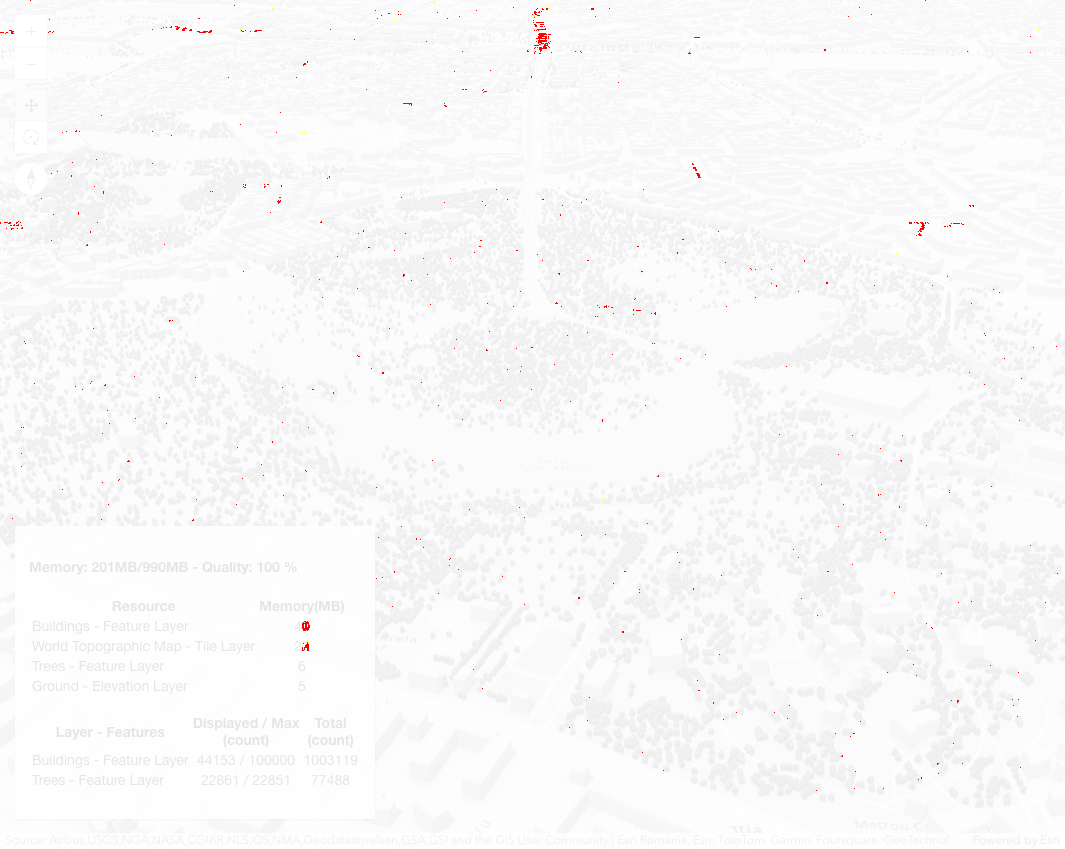 Memory: 201MB/990MB - Quality: 100 %
Resource Memory(MB)
Buildings - Feature Layer
World Topographic Map - Tile Layer
Trees - Feature Layer 6
Ground - Elevation Layer 5
Layer - Features Displayed / Max (count) Total (count)
Buildings - Feature Layer 44153 / 100000 1003119
Trees - Feature Layer 22861 / 22851 77488
Source: Airbus,USGS,NGA,NASA,CGIAR,NLS,OS,NMA,Geodatastyrelsen,GSA,GSI and the GIS User Community | Esri Romania, Esri, TomTom, Garmin, Foursquare, GeoTechnol... Powered by Esri